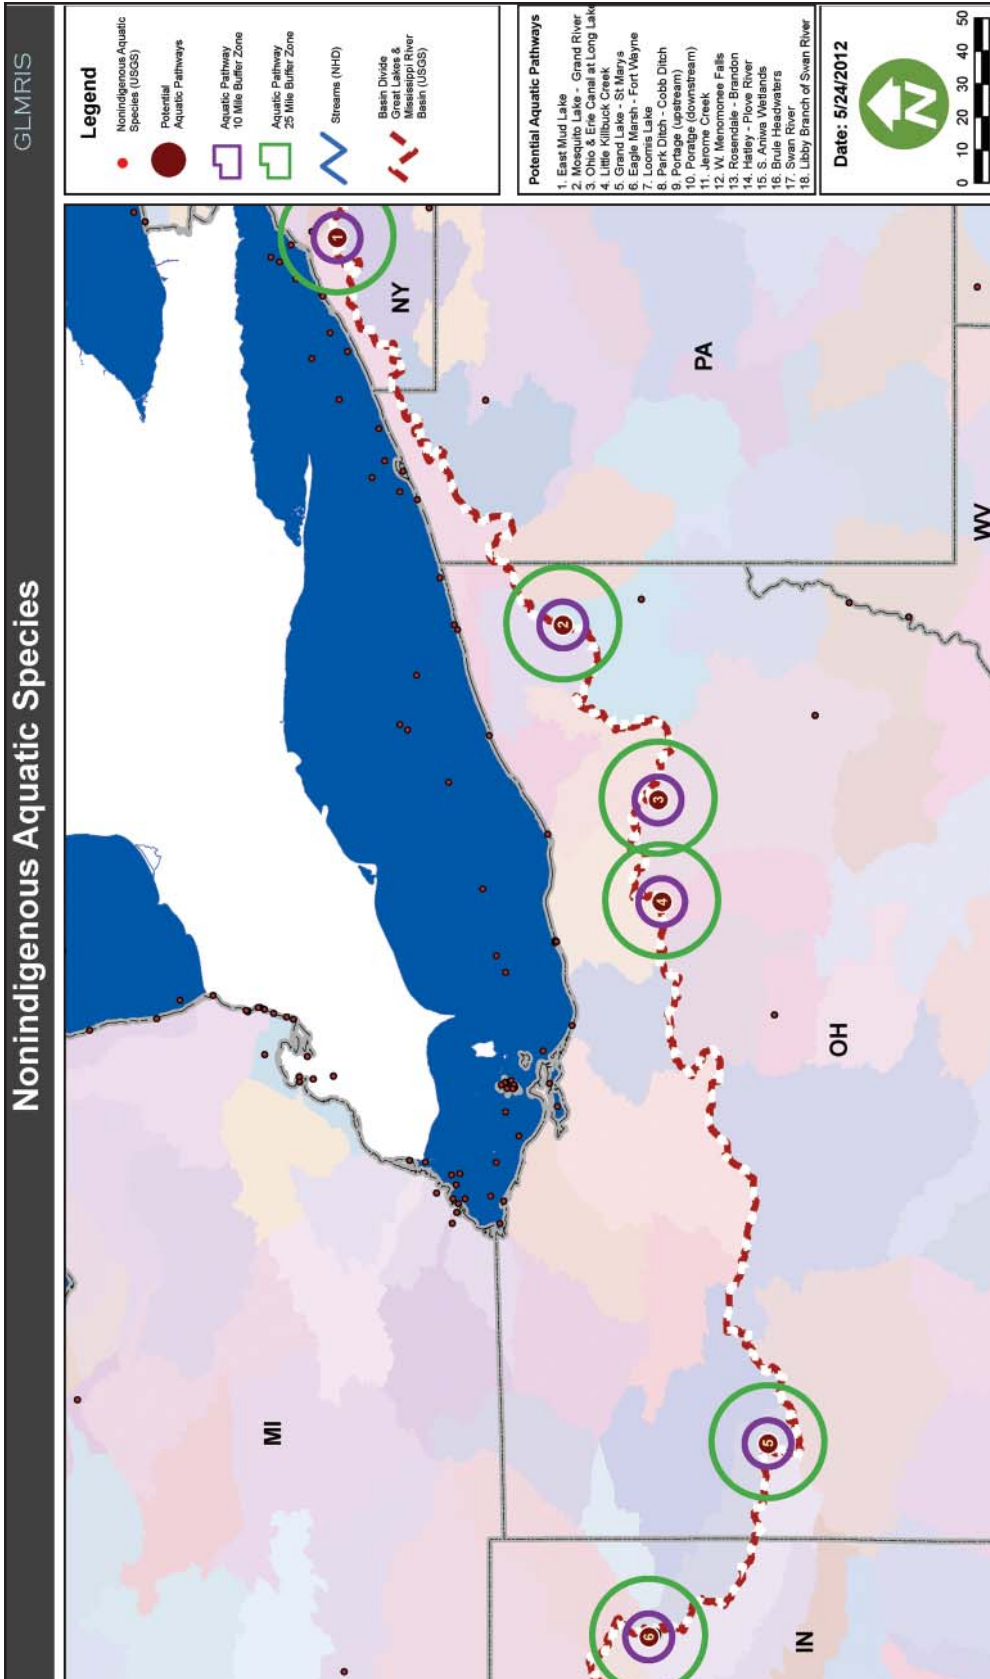 Nonindigenous Aquatic Species
GLMRIS
Legend
Nonindigenous Aquatic
Species (USGS)
Potential
Aquatic Pathways
Aquatic Pathway
10 Mile Buffer Zone
Aquatic Pathway
25 Mile Buffer Zone
Streams (NHD)
Basin Divide
Great Lakes &
Mississippi River
Basin (USGS)
Potential Aquatic Pathways
1. East Mud Lake
2. Mosquito Lake - Grand River
3. Ohio & Erie Canal at Long Lake
4. Little Killbuck Creek
5. Grand Lake - St Marys
6. Eagle Marsh - Fort Wayne
7. Loomis Lake
8. Park Ditch - Cobb Ditch
9. Portage (upstream)
10. Poratge (downstream)
11. Jerome Creek
12. W. Menomonee Falls
13. Rosendale - Brandon
14. Hatley - Plove River
15. S. Aniwa Wetlands
16. Brule Headwaters
17. Swan River
18. Libby Branch of Swan River
Date: 5/24/2012
N
0 10 20 30 40 50
MI
NY
PA
WV
OH
IN
1
2
3
4
5
6